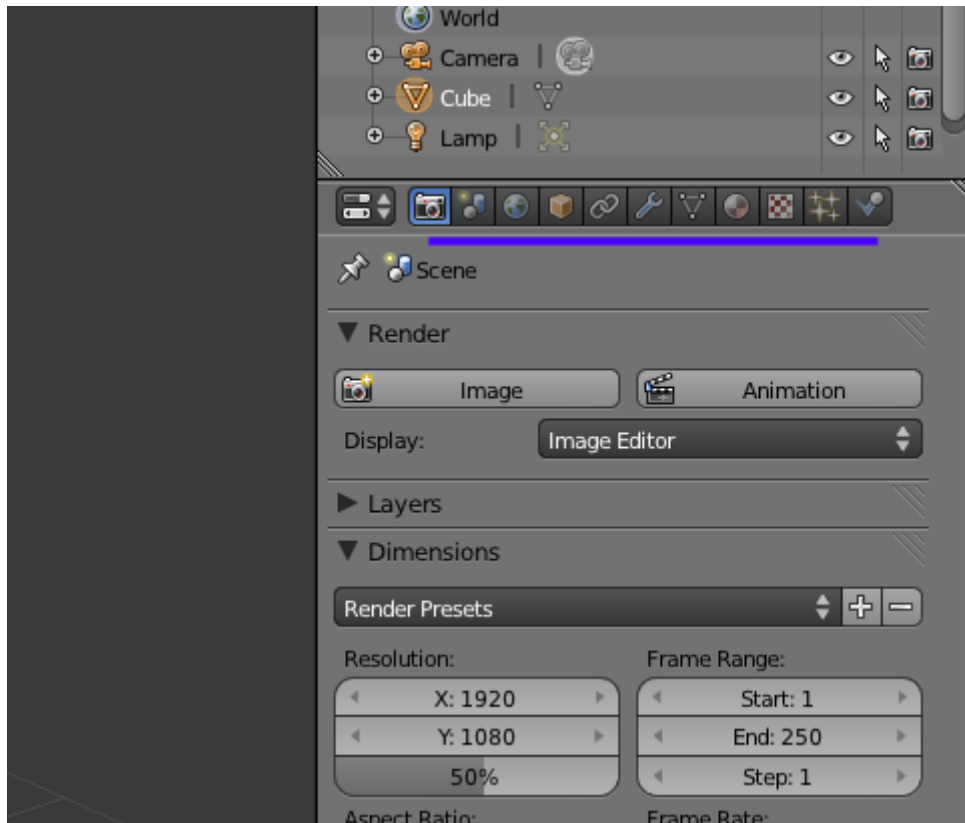 World
Camera
Cube
Lamp
Scene
Render
Image Animation
Display: Image Editor
Layers
Dimensions
Render Presets
Resolution: Frame Range:
X: 1920 Start: 1
Y: 1080 End: 250
50% Step: 1
Aspect Ratio: Frame Rate: